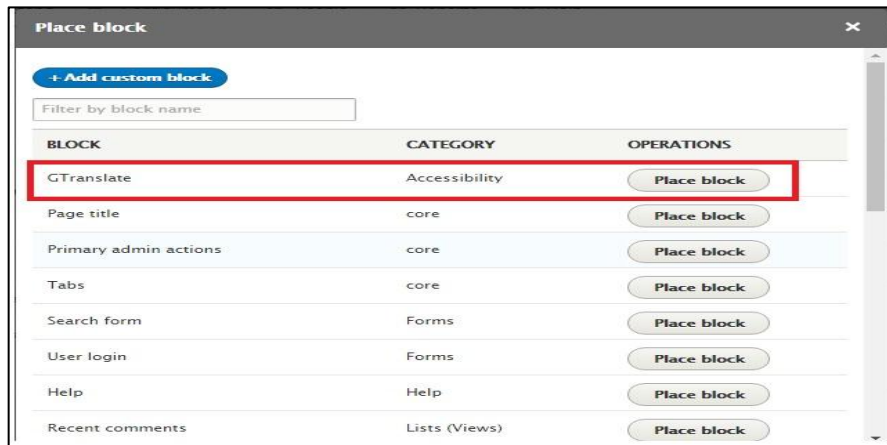 Place block ×
+ Add custom block
Filter by block name
BLOCK CATEGORY OPERATIONS
GTranslate Accessibility Place block
Page title core Place block
Primary admin actions core Place block
Tabs core Place block
Search form Forms Place block
User login Forms Place block
Help Help Place block
Recent comments Lists (Views) Place block